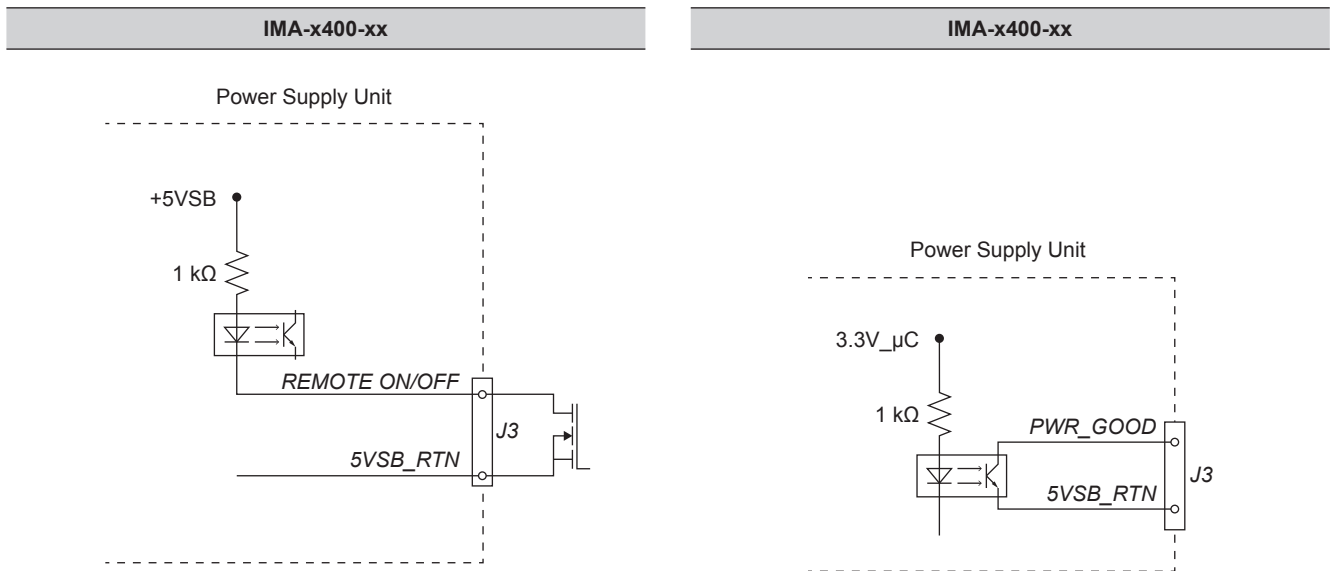 IMA-x400-xx
Power Supply Unit
+5VSB
1 kΩ
REMOTE ON/OFF
J3
5VSB_RTN
IMA-x400-xx
Power Supply Unit
3.3V_µC
1 kΩ
PWR_GOOD
J3
5VSB_RTN